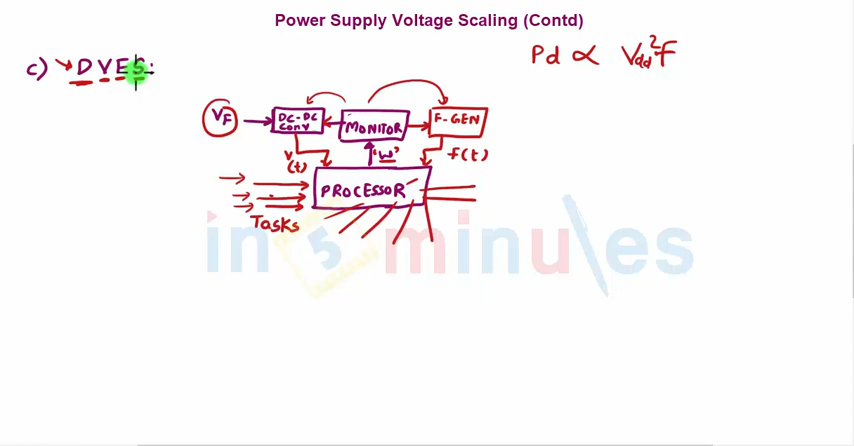 Power Supply Voltage Scaling (Contd)
c) → DVFS:
Pd ∝ Vdd²F
VF
DC-DC
Conv
MONITOR
F-GEN
V(t)
"W"
f(t)
PROCESSOR
Tasks
in 5 minutes